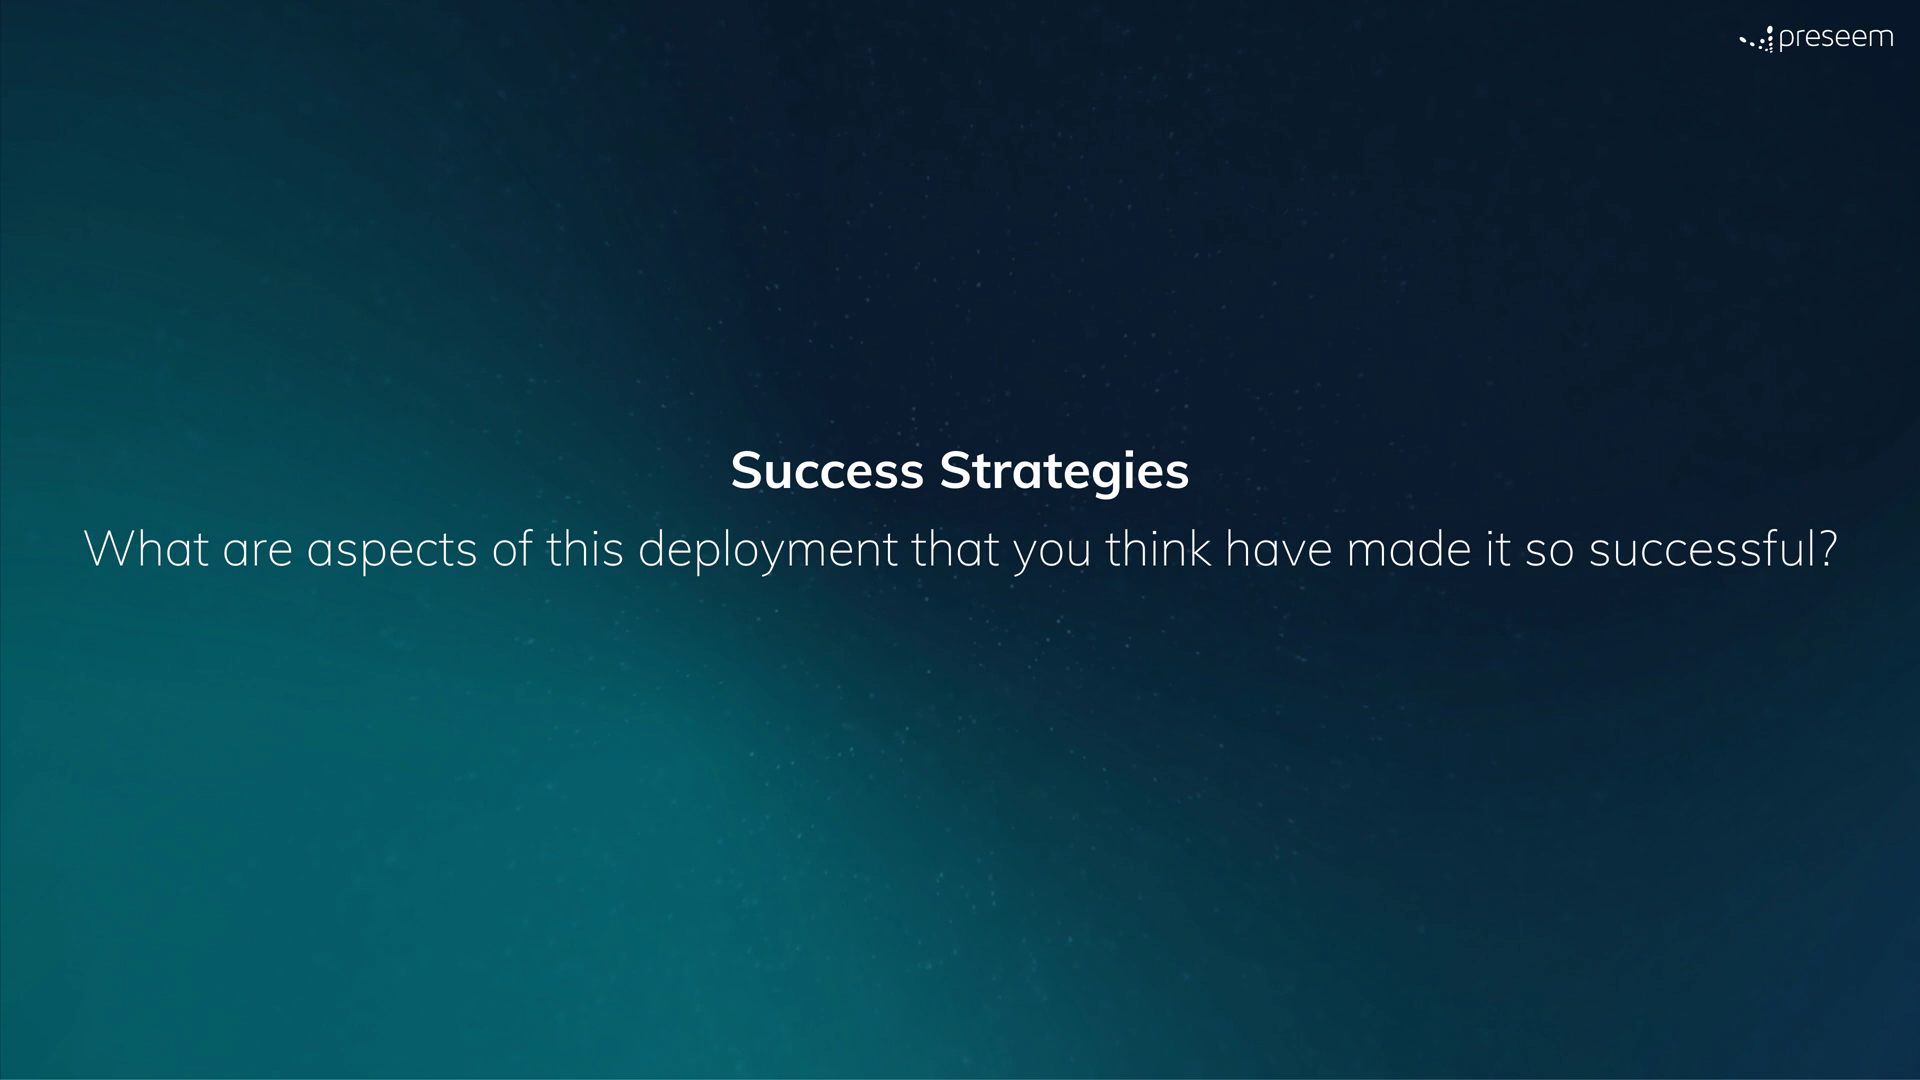 preseem
Success Strategies
What are aspects of this deployment that you think have made it so successful?